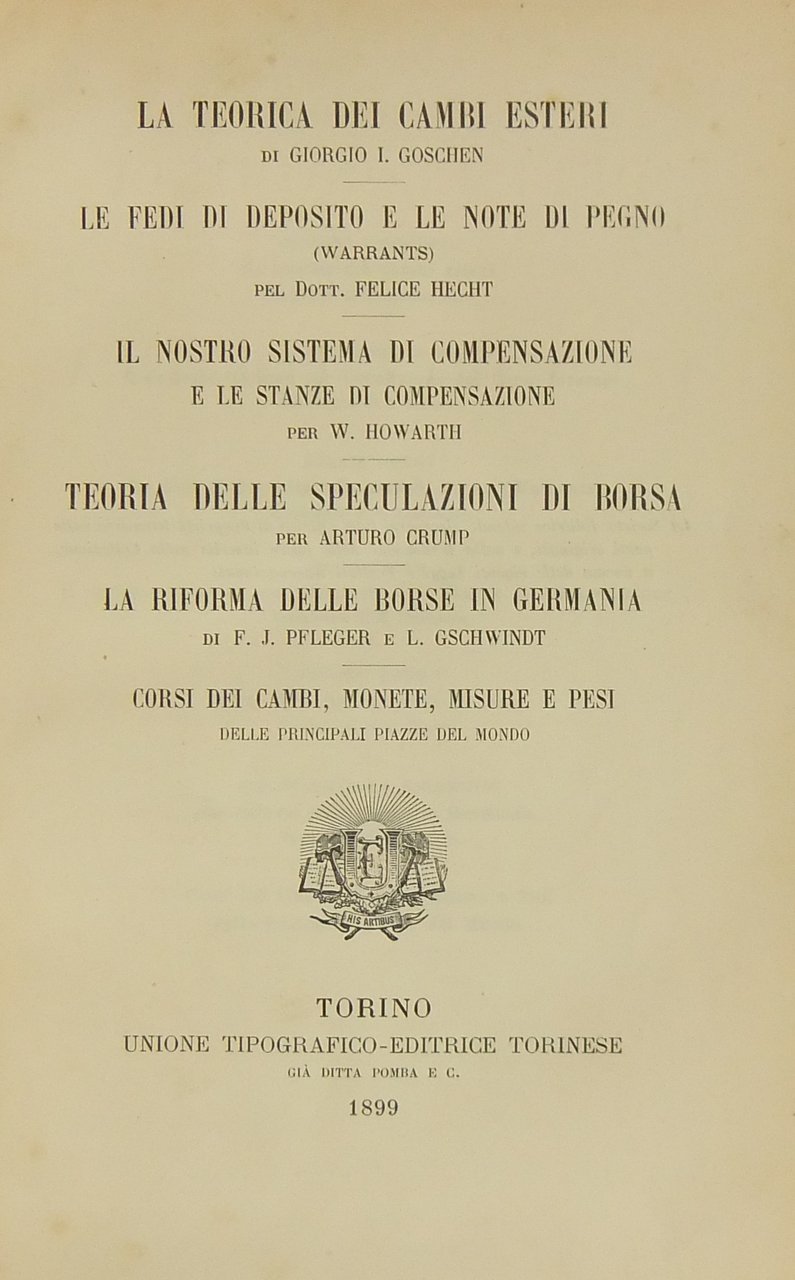 LA TEORICA DEI CAMBI ESTERI
DI GIORGIO I. GOSCHEN
LE FEDI DI DEPOSITO E LE NOTE DI PEGNO
(WARRANTS)
PEL DOTT. FELICE HECHT
IL NOSTRO SISTEMA DI COMPENSAZIONE
E LE STANZE DI COMPENSAZIONE
PER W. HOWARTH
TEORIA DELLE SPECULAZIONI DI BORSA
PER ARTURO CRUMP
LA RIFORMA DELLE BORSE IN GERMANIA
DI F. J. PFLEGER E L. GSCHWINDT
CORSI DEI CAMBI, MONETE, MISURE E PESI
DELLE PRINCIPALI PIAZZE DEL MONDO
UTE
HIS ARTIBUS
TORINO
UNIONE TIPOGRAFICO-EDITRICE TORINESE
GIÀ DITTA POMBA E C.
1899